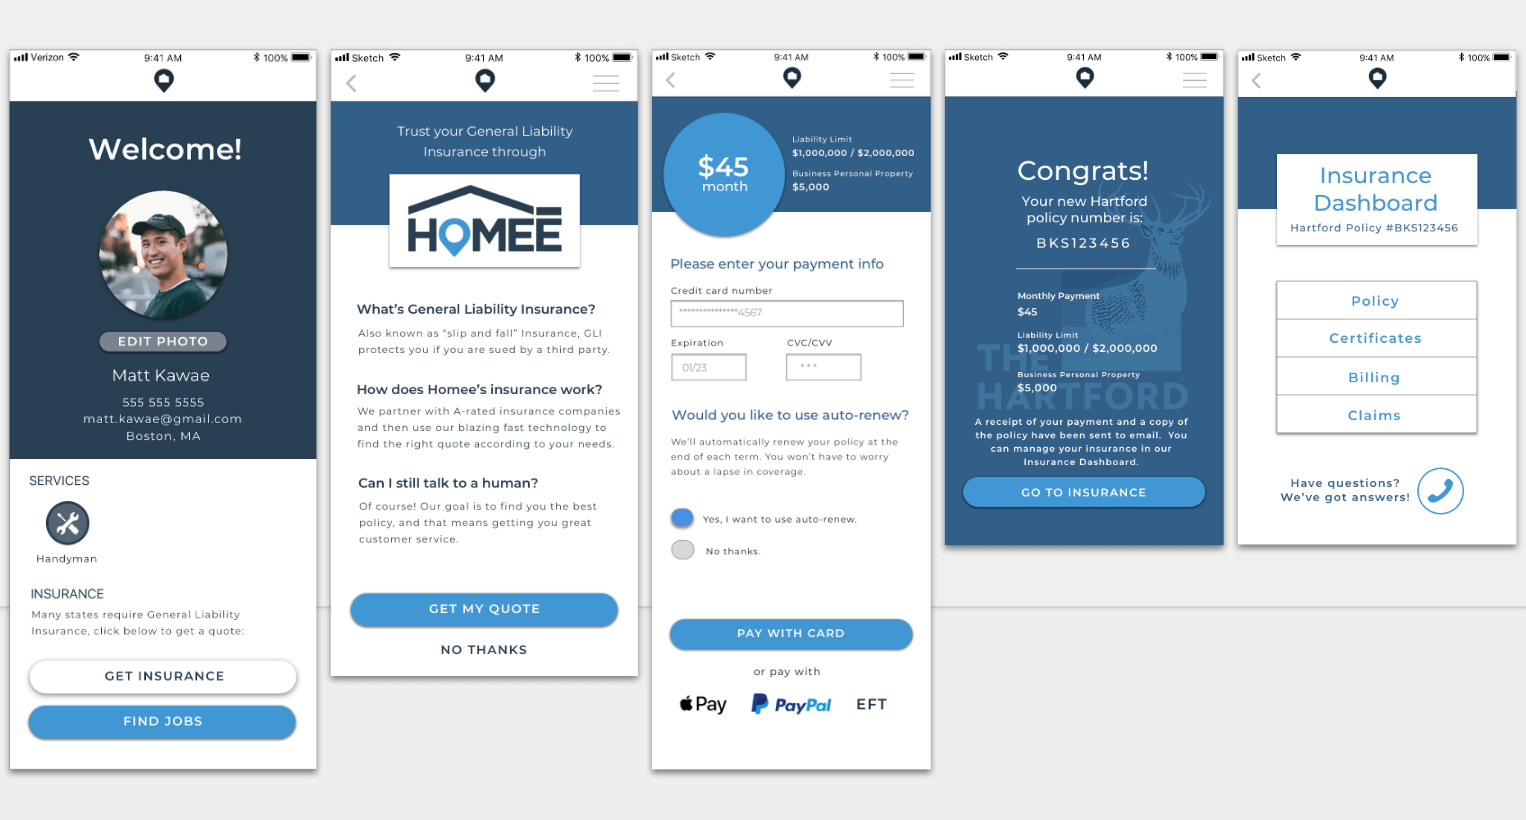 Verizon 9:41 AM 100%
Welcome!
EDIT PHOTO
Matt Kawae
555 555 5555
matt.kawae@gmail.com
Boston, MA
SERVICES
Handyman
INSURANCE
Many states require General Liability
Insurance, click below to get a quote:
GET INSURANCE
FIND JOBS
Sketch 9:41 AM 100%
Trust your General Liability
Insurance through
HOMEE
What's General Liability Insurance?
Also known as “slip and fall” Insurance, GLI
protects you if you are sued by a third party.
How does Homee's insurance work?
We partner with A-rated insurance companies
and then use our blazing fast technology to
find the right quote according to your needs.
Can I still talk to a human?
Of course! Our goal is to find you the best
policy, and that means getting you great
customer service.
GET MY QUOTE
NO THANKS
Sketch 9:41 AM 100%
$45
month
Liability Limit
$1,000,000 / $2,000,000
Business Personal Property
$5,000
Please enter your payment info
Credit card number
***************4567
Expiration CVC/CVV
01/23 ***
Would you like to use auto-renew?
We'll automatically renew your policy at the
end of each term. You won't have to worry
about a lapse in coverage.
Yes, I want to use auto-renew.
No thanks.
PAY WITH CARD
or pay with
Pay PayPal EFT
Sketch 9:41 AM 100%
Congrats!
Your new Hartford
policy number is:
BKS123456
Monthly Payment
$45
Liability Limit
$1,000,000 / $2,000,000
Business Personal Property
$5,000
THE
HARTFORD
A receipt of your payment and a copy of
the policy have been sent to email. You
can manage your insurance in our
Insurance Dashboard.
GO TO INSURANCE
Sketch 9:41 AM 100%
Insurance
Dashboard
Hartford Policy #BKS123456
Policy
Certificates
Billing
Claims
Have questions?
We've got answers!